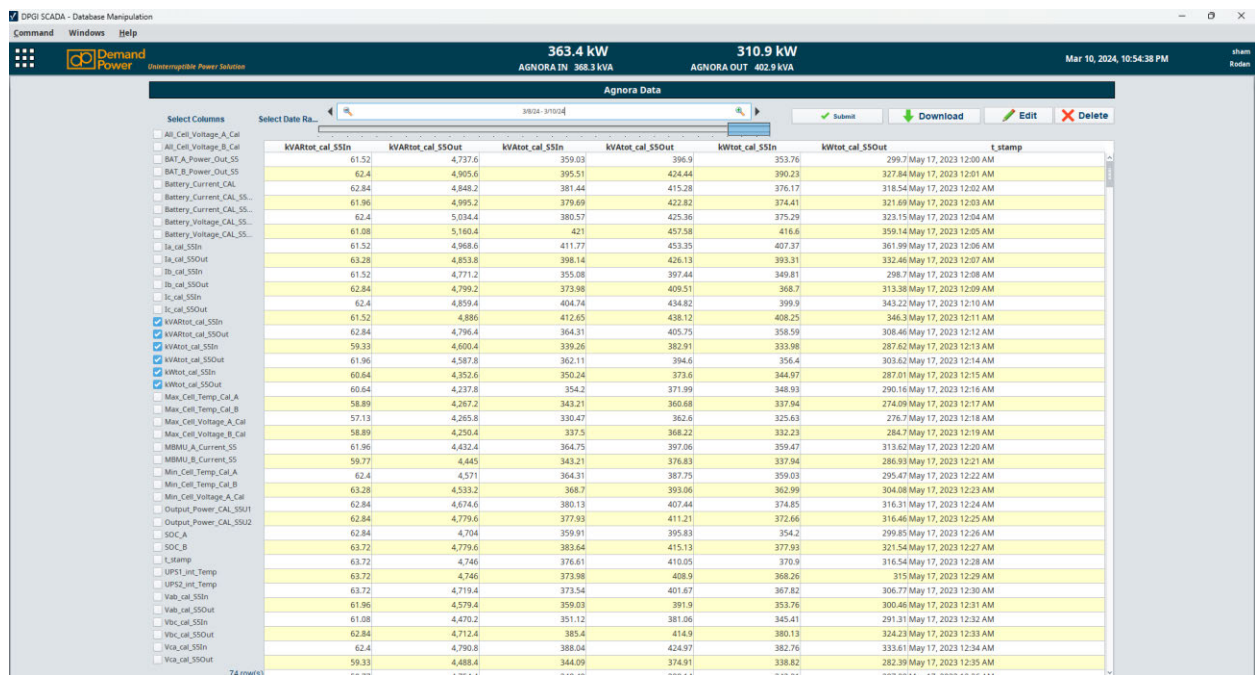 DPGI SCADA - Database Manipulation
Command Windows Help
Demand Power Uninterruptible Power Solution
363.4 kW
AGNORA IN 368.3 kVA
310.9 kW
AGNORA OUT 402.9 kVA
Mar 10, 2024, 10:54:38 PM
sham
Rodan
Agnora Data
Select Columns
Select Date Ra...
3/8/24 - 3/10/24
Submit Download Edit Delete
All_Cell_Voltage_A_Cal
All_Cell_Voltage_B_Cal
BAT_A_Power_Out_S5
BAT_B_Power_Out_S5
Battery_Current_CAL
Battery_Current_CAL_S5...
Battery_Current_CAL_S5...
Battery_Voltage_CAL_S5...
Battery_Voltage_CAL_S5...
Ia_cal_S5In
Ia_cal_S5Out
Ib_cal_S5In
Ib_cal_S5Out
Ic_cal_S5In
Ic_cal_S5Out
kVARtot_cal_S5In
kVARtot_cal_S5Out
kVAtot_cal_S5In
kVAtot_cal_S5Out
kWtot_cal_S5In
kWtot_cal_S5Out
Max_Cell_Temp_Cal_A
Max_Cell_Temp_Cal_B
Max_Cell_Voltage_A_Cal
Max_Cell_Voltage_B_Cal
MBMU_A_Current_S5
MBMU_B_Current_S5
Min_Cell_Temp_Cal_A
Min_Cell_Temp_Cal_B
Min_Cell_Voltage_A_Cal
Output_Power_CAL_S5U1
Output_Power_CAL_S5U2
SOC_A
SOC_B
t_stamp
UPS1_int_Temp
UPS2_int_Temp
Vab_cal_S5In
Vab_cal_S5Out
Vbc_cal_S5In
Vbc_cal_S5Out
Vca_cal_S5In
Vca_cal_S5Out
74 row(s)
kVARtot_cal_S5In kVARtot_cal_S5Out kVAtot_cal_S5In kVAtot_cal_S5Out kWtot_cal_S5In kWtot_cal_S5Out t_stamp
61.52 4,737.6 359.03 396.9 353.76 299.7 May 17, 2023 12:00 AM
62.4 4,905.6 395.51 424.44 390.23 327.84 May 17, 2023 12:01 AM
62.84 4,848.2 381.44 415.28 376.17 318.54 May 17, 2023 12:02 AM
61.96 4,995.2 379.69 422.82 374.41 321.69 May 17, 2023 12:03 AM
62.4 5,034.4 380.57 425.36 375.29 323.15 May 17, 2023 12:04 AM
61.08 5,160.4 421 457.58 416.6 359.14 May 17, 2023 12:05 AM
61.52 4,968.6 411.77 453.35 407.37 361.99 May 17, 2023 12:06 AM
63.28 4,853.8 398.14 426.13 393.31 332.46 May 17, 2023 12:07 AM
61.52 4,771.2 355.08 397.44 349.81 298.7 May 17, 2023 12:08 AM
62.84 4,799.2 373.98 409.51 368.7 313.38 May 17, 2023 12:09 AM
62.4 4,859.4 404.74 434.82 399.9 343.22 May 17, 2023 12:10 AM
61.52 4,886 412.65 438.12 408.25 346.3 May 17, 2023 12:11 AM
62.84 4,796.4 364.31 405.75 358.59 308.46 May 17, 2023 12:12 AM
59.33 4,600.4 339.26 382.91 333.98 287.62 May 17, 2023 12:13 AM
61.96 4,587.8 362.11 394.6 356.4 303.62 May 17, 2023 12:14 AM
60.64 4,352.6 350.24 373.6 344.97 287.01 May 17, 2023 12:15 AM
60.64 4,237.8 354.2 371.99 348.93 290.16 May 17, 2023 12:16 AM
58.89 4,267.2 343.21 360.68 337.94 274.09 May 17, 2023 12:17 AM
57.13 4,265.8 330.47 362.6 325.63 276.7 May 17, 2023 12:18 AM
58.89 4,250.4 337.5 368.22 332.23 284.7 May 17, 2023 12:19 AM
61.96 4,432.4 364.75 397.06 359.47 313.62 May 17, 2023 12:20 AM
59.77 4,445 343.21 376.83 337.94 286.93 May 17, 2023 12:21 AM
62.4 4,571 364.31 387.75 359.03 295.47 May 17, 2023 12:22 AM
63.28 4,533.2 368.7 393.06 362.99 304.08 May 17, 2023 12:23 AM
62.84 4,674.6 380.13 407.44 374.85 316.31 May 17, 2023 12:24 AM
62.84 4,779.6 377.93 411.21 372.66 316.46 May 17, 2023 12:25 AM
62.84 4,704 359.91 395.83 354.2 299.85 May 17, 2023 12:26 AM
63.72 4,779.6 383.64 415.13 377.93 321.54 May 17, 2023 12:27 AM
63.72 4,746 376.61 410.05 370.9 316.54 May 17, 2023 12:28 AM
63.72 4,746 373.98 408.9 368.26 315 May 17, 2023 12:29 AM
63.72 4,719.4 373.54 401.67 367.82 306.77 May 17, 2023 12:30 AM
61.96 4,579.4 359.03 391.9 353.76 300.46 May 17, 2023 12:31 AM
61.08 4,470.2 351.12 381.06 345.41 291.31 May 17, 2023 12:32 AM
62.84 4,712.4 385.4 414.9 380.13 324.23 May 17, 2023 12:33 AM
62.4 4,790.8 388.04 424.97 382.76 333.61 May 17, 2023 12:34 AM
59.33 4,488.4 344.09 374.91 338.82 282.39 May 17, 2023 12:35 AM